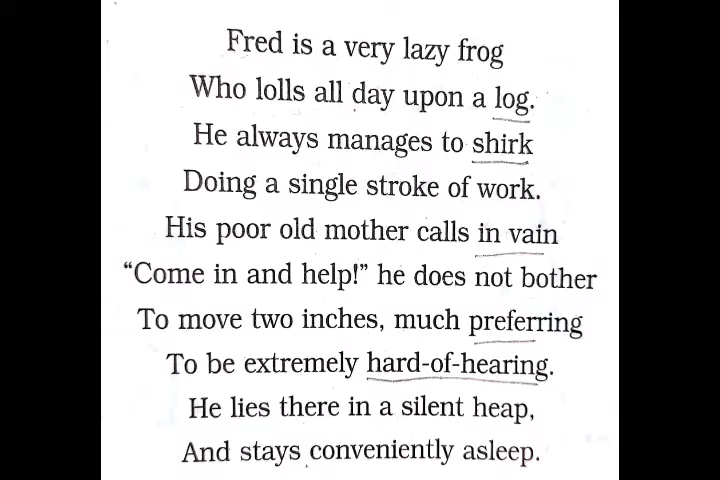 Fred is a very lazy frog
Who lolls all day upon a log.
He always manages to shirk
Doing a single stroke of work.
His poor old mother calls in vain
“Come in and help!” he does not bother
To move two inches, much preferring
To be extremely hard-of-hearing.
He lies there in a silent heap,
And stays conveniently asleep.